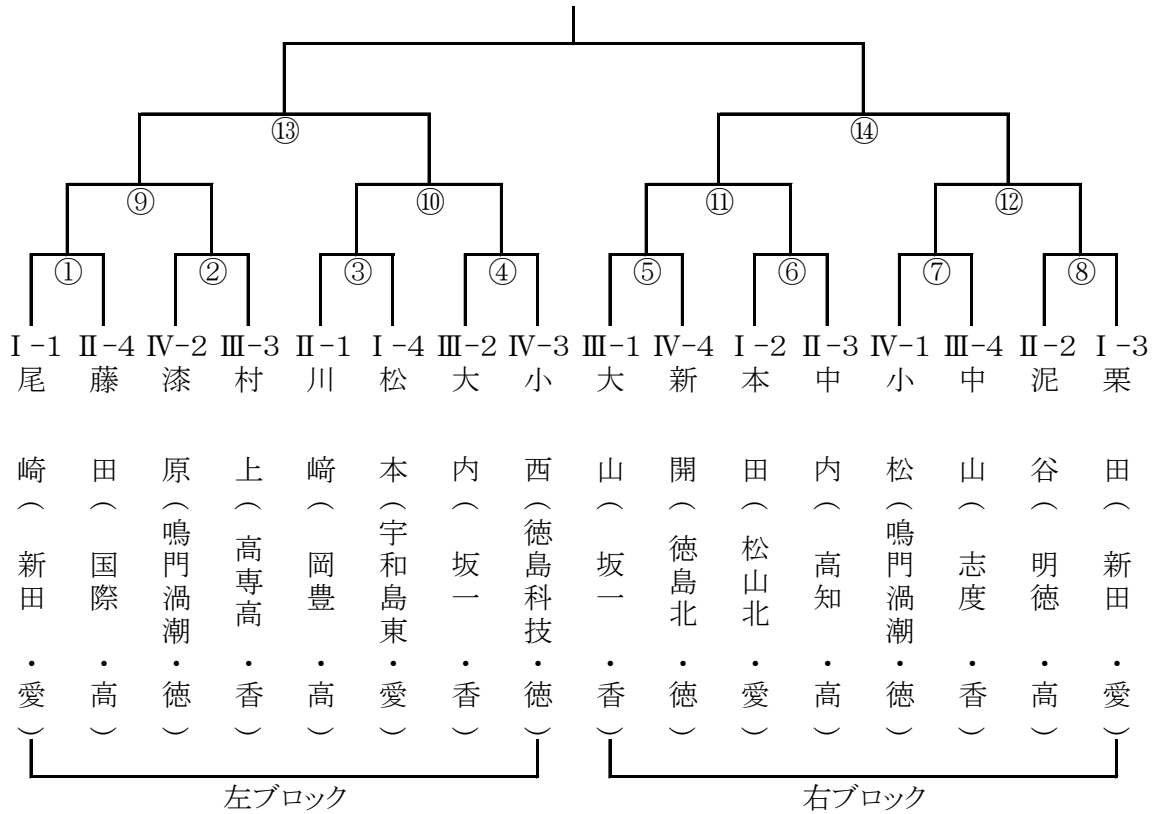 ⑬ ⑭
⑨ ⑩ ⑪ ⑫
① ② ③ ④ ⑤ ⑥ ⑦ ⑧
Ⅰ-1 Ⅱ-4 Ⅳ-2 Ⅲ-3 Ⅱ-1 Ⅰ-4 Ⅲ-2 Ⅳ-3 Ⅲ-1 Ⅳ-4 Ⅰ-2 Ⅱ-3 Ⅳ-1 Ⅲ-4 Ⅱ-2 Ⅰ-3
尾崎(新田・愛)
藤田(国際・高)
漆原(鳴門渦潮・徳)
村上(高専高・香)
川﨑(岡豊・高)
松本(宇和島東・愛)
大内(坂一・香)
小西(徳島科技・徳)
大山(坂一・香)
新開(徳島北・徳)
本田(松山北・愛)
中内(高知・高)
小松(鳴門渦潮・徳)
中山(志度・香)
泥谷(明徳・高)
栗田(新田・愛)
左ブロック 右ブロック